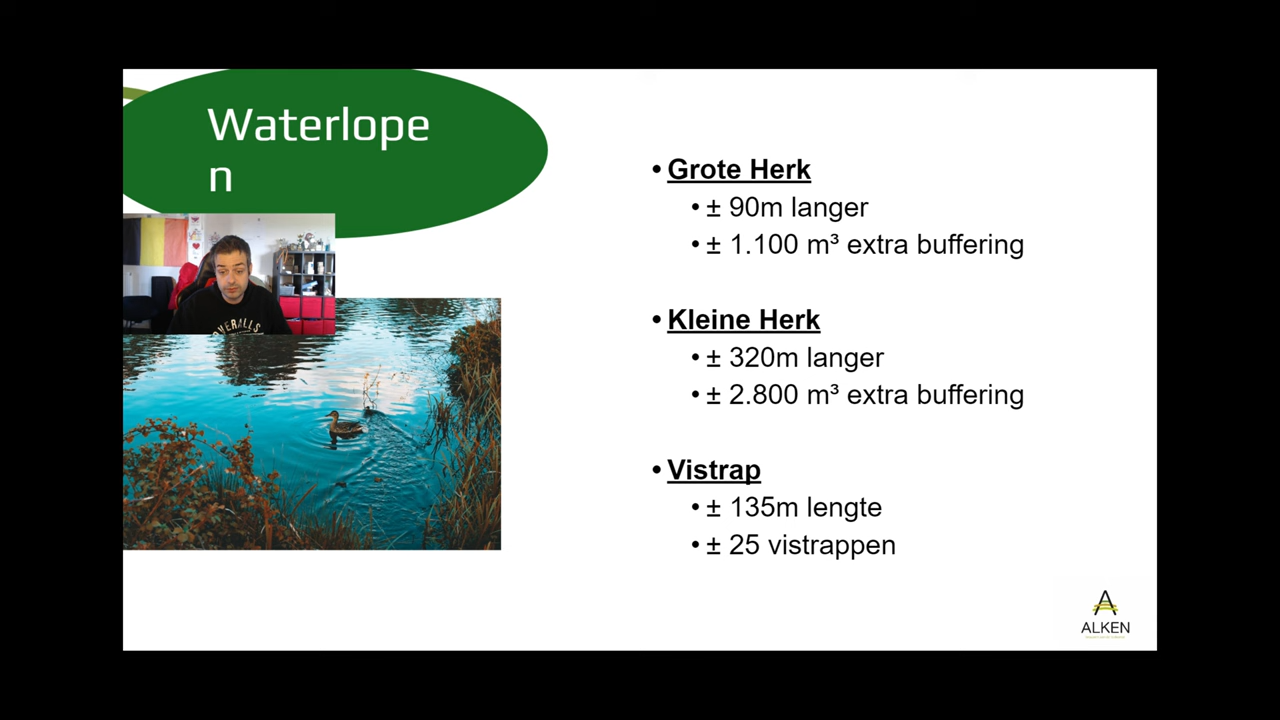 Waterlope
n
• Grote Herk
• ± 90m langer
• ± 1.100 m³ extra buffering
• Kleine Herk
• ± 320m langer
• ± 2.800 m³ extra buffering
• Vistrap
• ± 135m lengte
• ± 25 vistrappen
OVERALLS
ALKEN